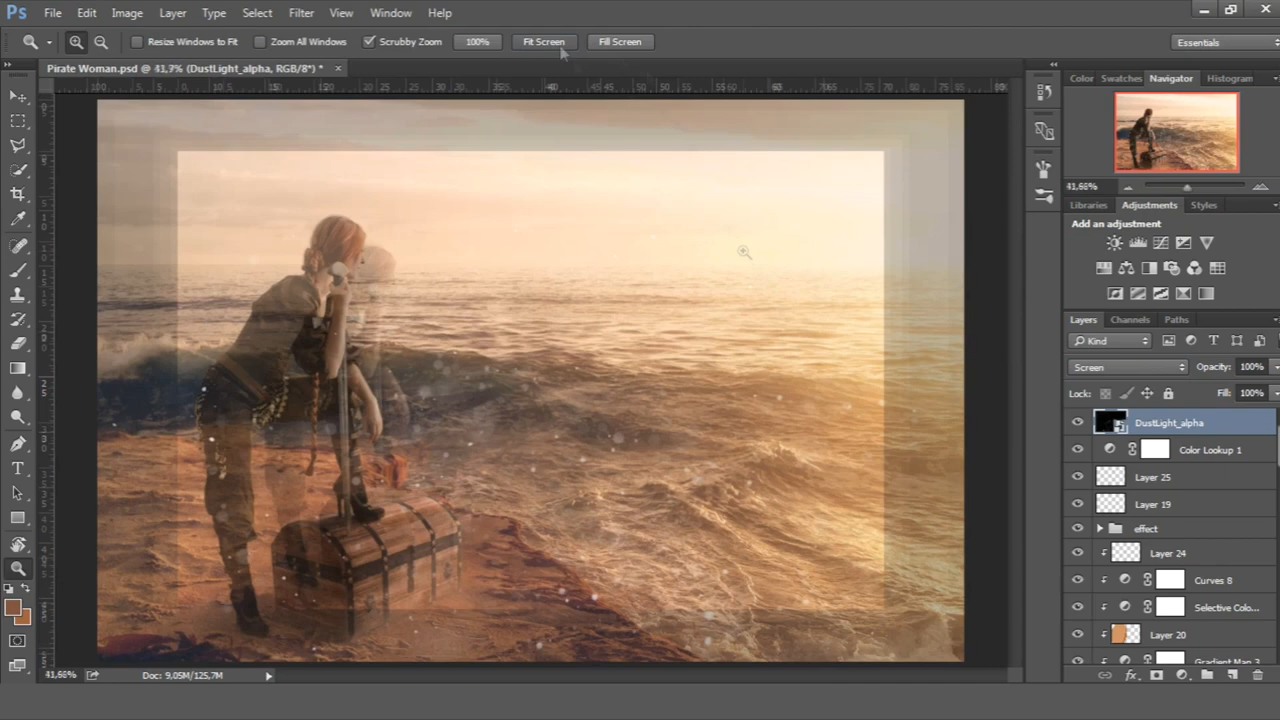 Ps File Edit Image Layer Type Select Filter View Window Help
Resize Windows to Fit Zoom All Windows Scrubby Zoom 100% Fit Screen Fill Screen Essentials
Pirate Woman.psd @ 41,7% (DustLight_alpha, RGB/8*) *
Color Swatches Navigator Histogram
41,68%
Libraries Adjustments Styles
Add an adjustment
Layers Channels Paths
Kind
Screen Opacity: 100%
Lock: Fill: 100%
DustLight_alpha
Color Lookup 1
Layer 25
Layer 19
effect
Layer 24
Curves 8
Selective Colo...
Layer 20
Gradient Map 3
41,68% Doc: 9,05M/125,7M
fx